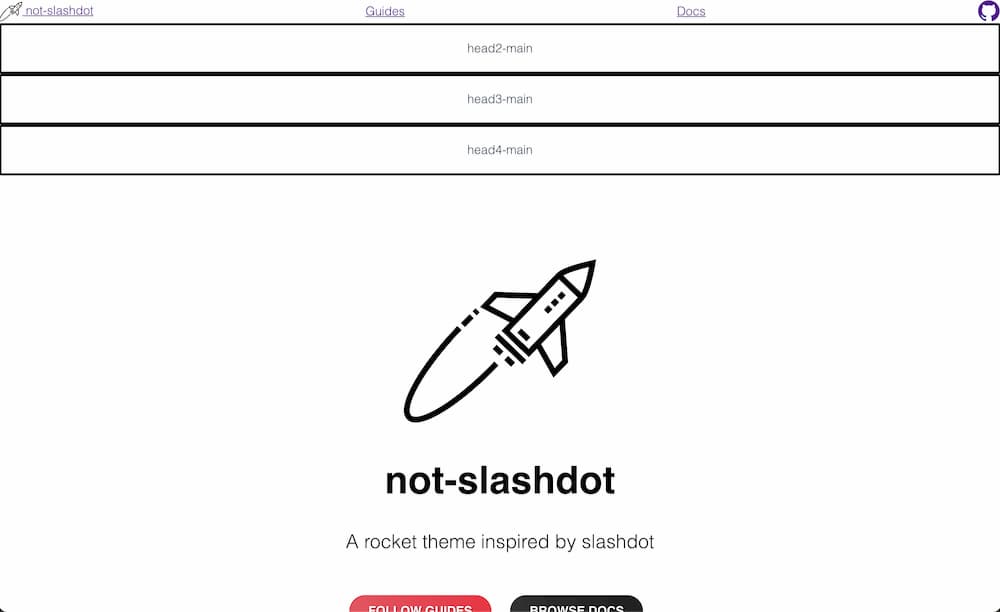 not-slashdot Guides Docs
head2-main
head3-main
head4-main
not-slashdot
A rocket theme inspired by slashdot
FOLLOW GUIDES BROWSE DOCS